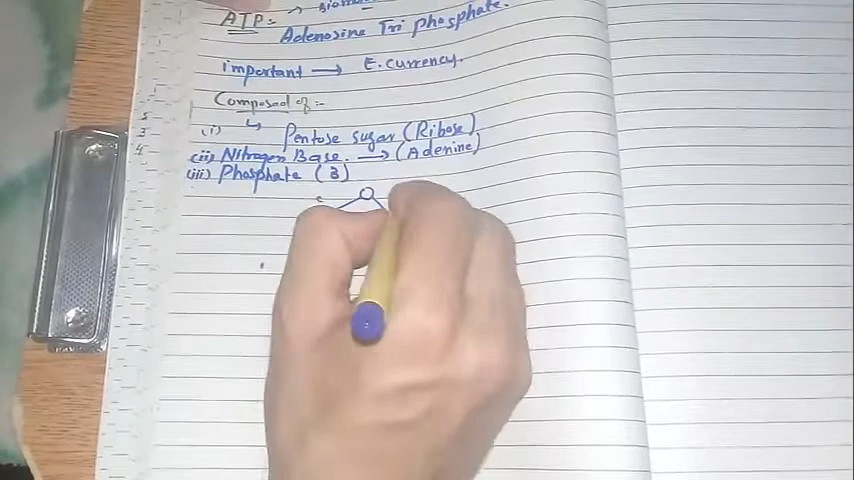 ATP:-
Adenosine Tri phosphate.
important → E. currency.
Composed of:-
(i) ↳ Pentose sugar (Ribose)
(ii) Nitrogen Base. → (Adenine)
(iii) Phosphate (3)